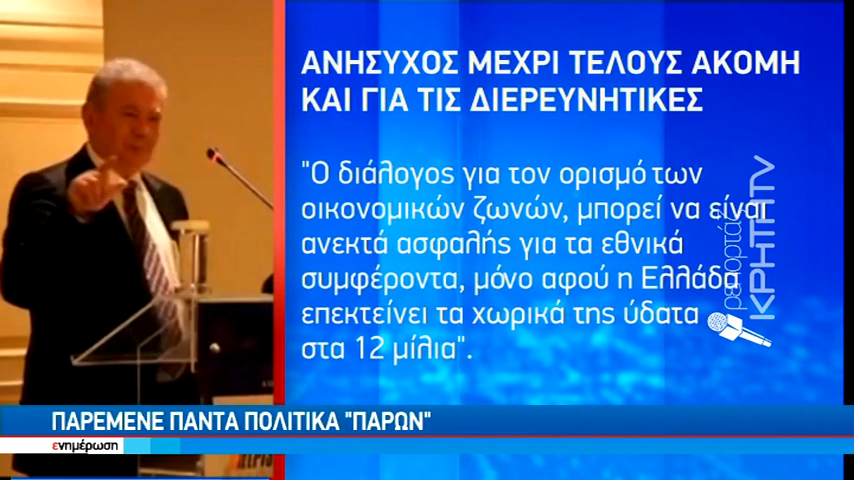 ΑΝΗΣΥΧΟΣ ΜΕΧΡΙ ΤΕΛΟΥΣ ΑΚΟΜΗ
ΚΑΙ ΓΙΑ ΤΙΣ ΔΙΕΡΕΥΝΗΤΙΚΕΣ
"Ο διάλογος για τον ορισμό των
οικονομικών ζωνών, μπορεί να είναι
ανεκτά ασφαλής για τα εθνικά
συμφέροντα, μόνο αφού η Ελλάδα
επεκτείνει τα χωρικά της ύδατα
στα 12 μίλια".
ρεπορτάζ
ΚΡΗΤΗTV
ΠΑΡΕΜΕΝΕ ΠΑΝΤΑ ΠΟΛΙΤΙΚΑ "ΠΑΡΩΝ"
ενημέρωση